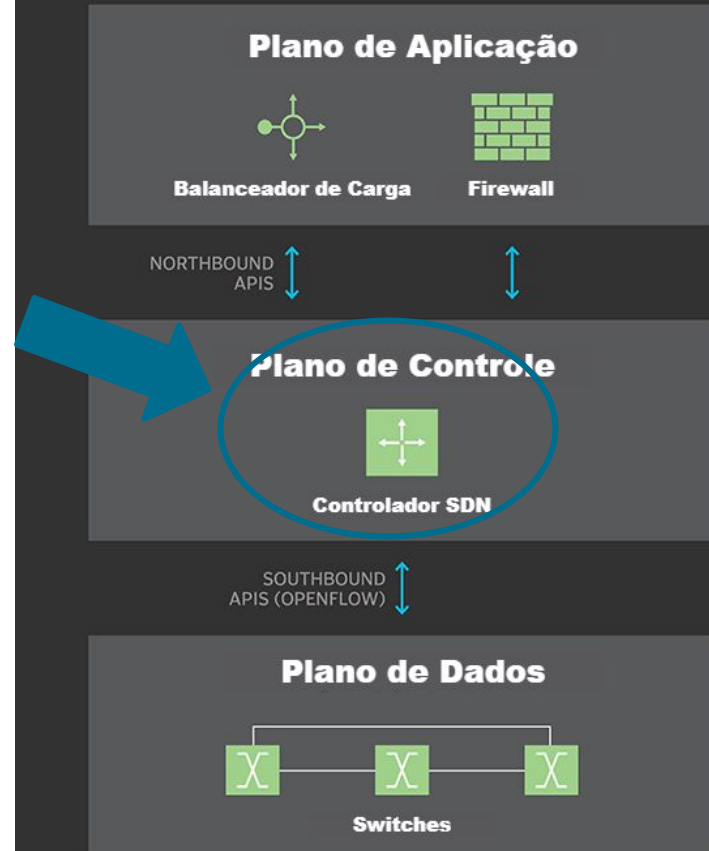 Plano de Aplicação
Balanceador de Carga
Firewall
NORTHBOUND
APIS
Plano de Controle
Controlador SDN
SOUTHBOUND
APIS (OPENFLOW)
Plano de Dados
Switches